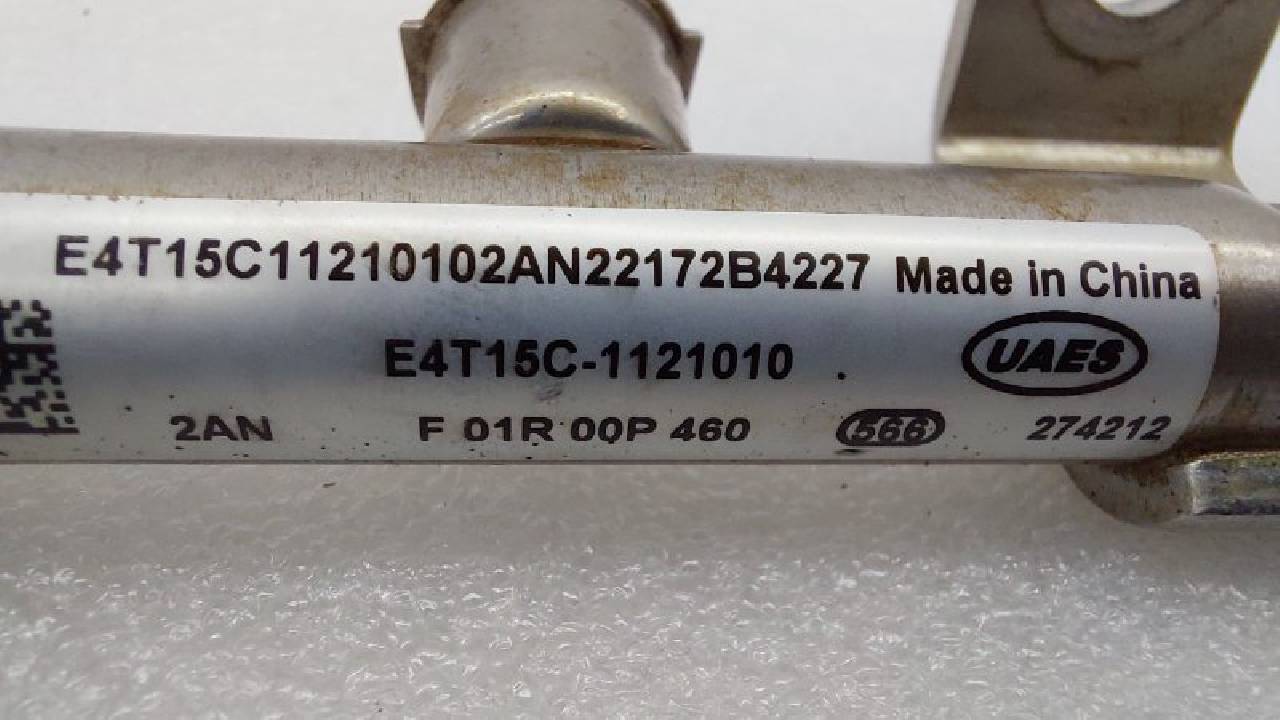 E4T15C11210102AN22172B4227 Made in China
E4T15C-1121010 . UAES
2AN F 01R 00P 460 566 274212